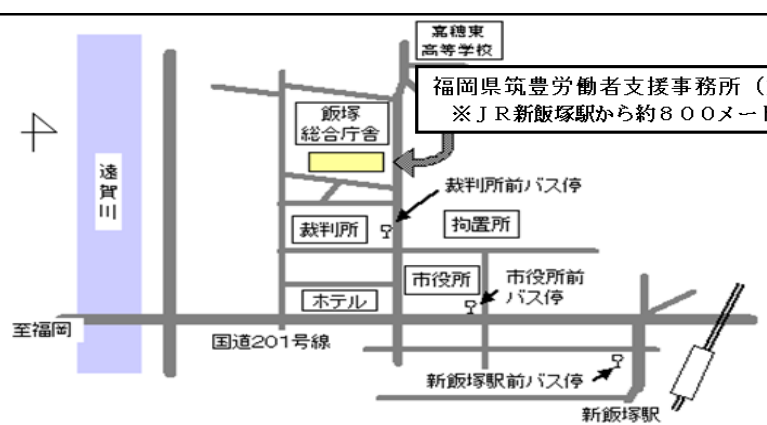 嘉穂東
高等学校
福岡県筑豊労働者支援事務所（
※ＪＲ新飯塚駅から約８００メート
飯塚
総合庁舎
遠賀川
裁判所前バス停
裁判所
拘置所
市役所
市役所前
バス停
ホテル
至福岡
国道201号線
新飯塚駅前バス停
新飯塚駅